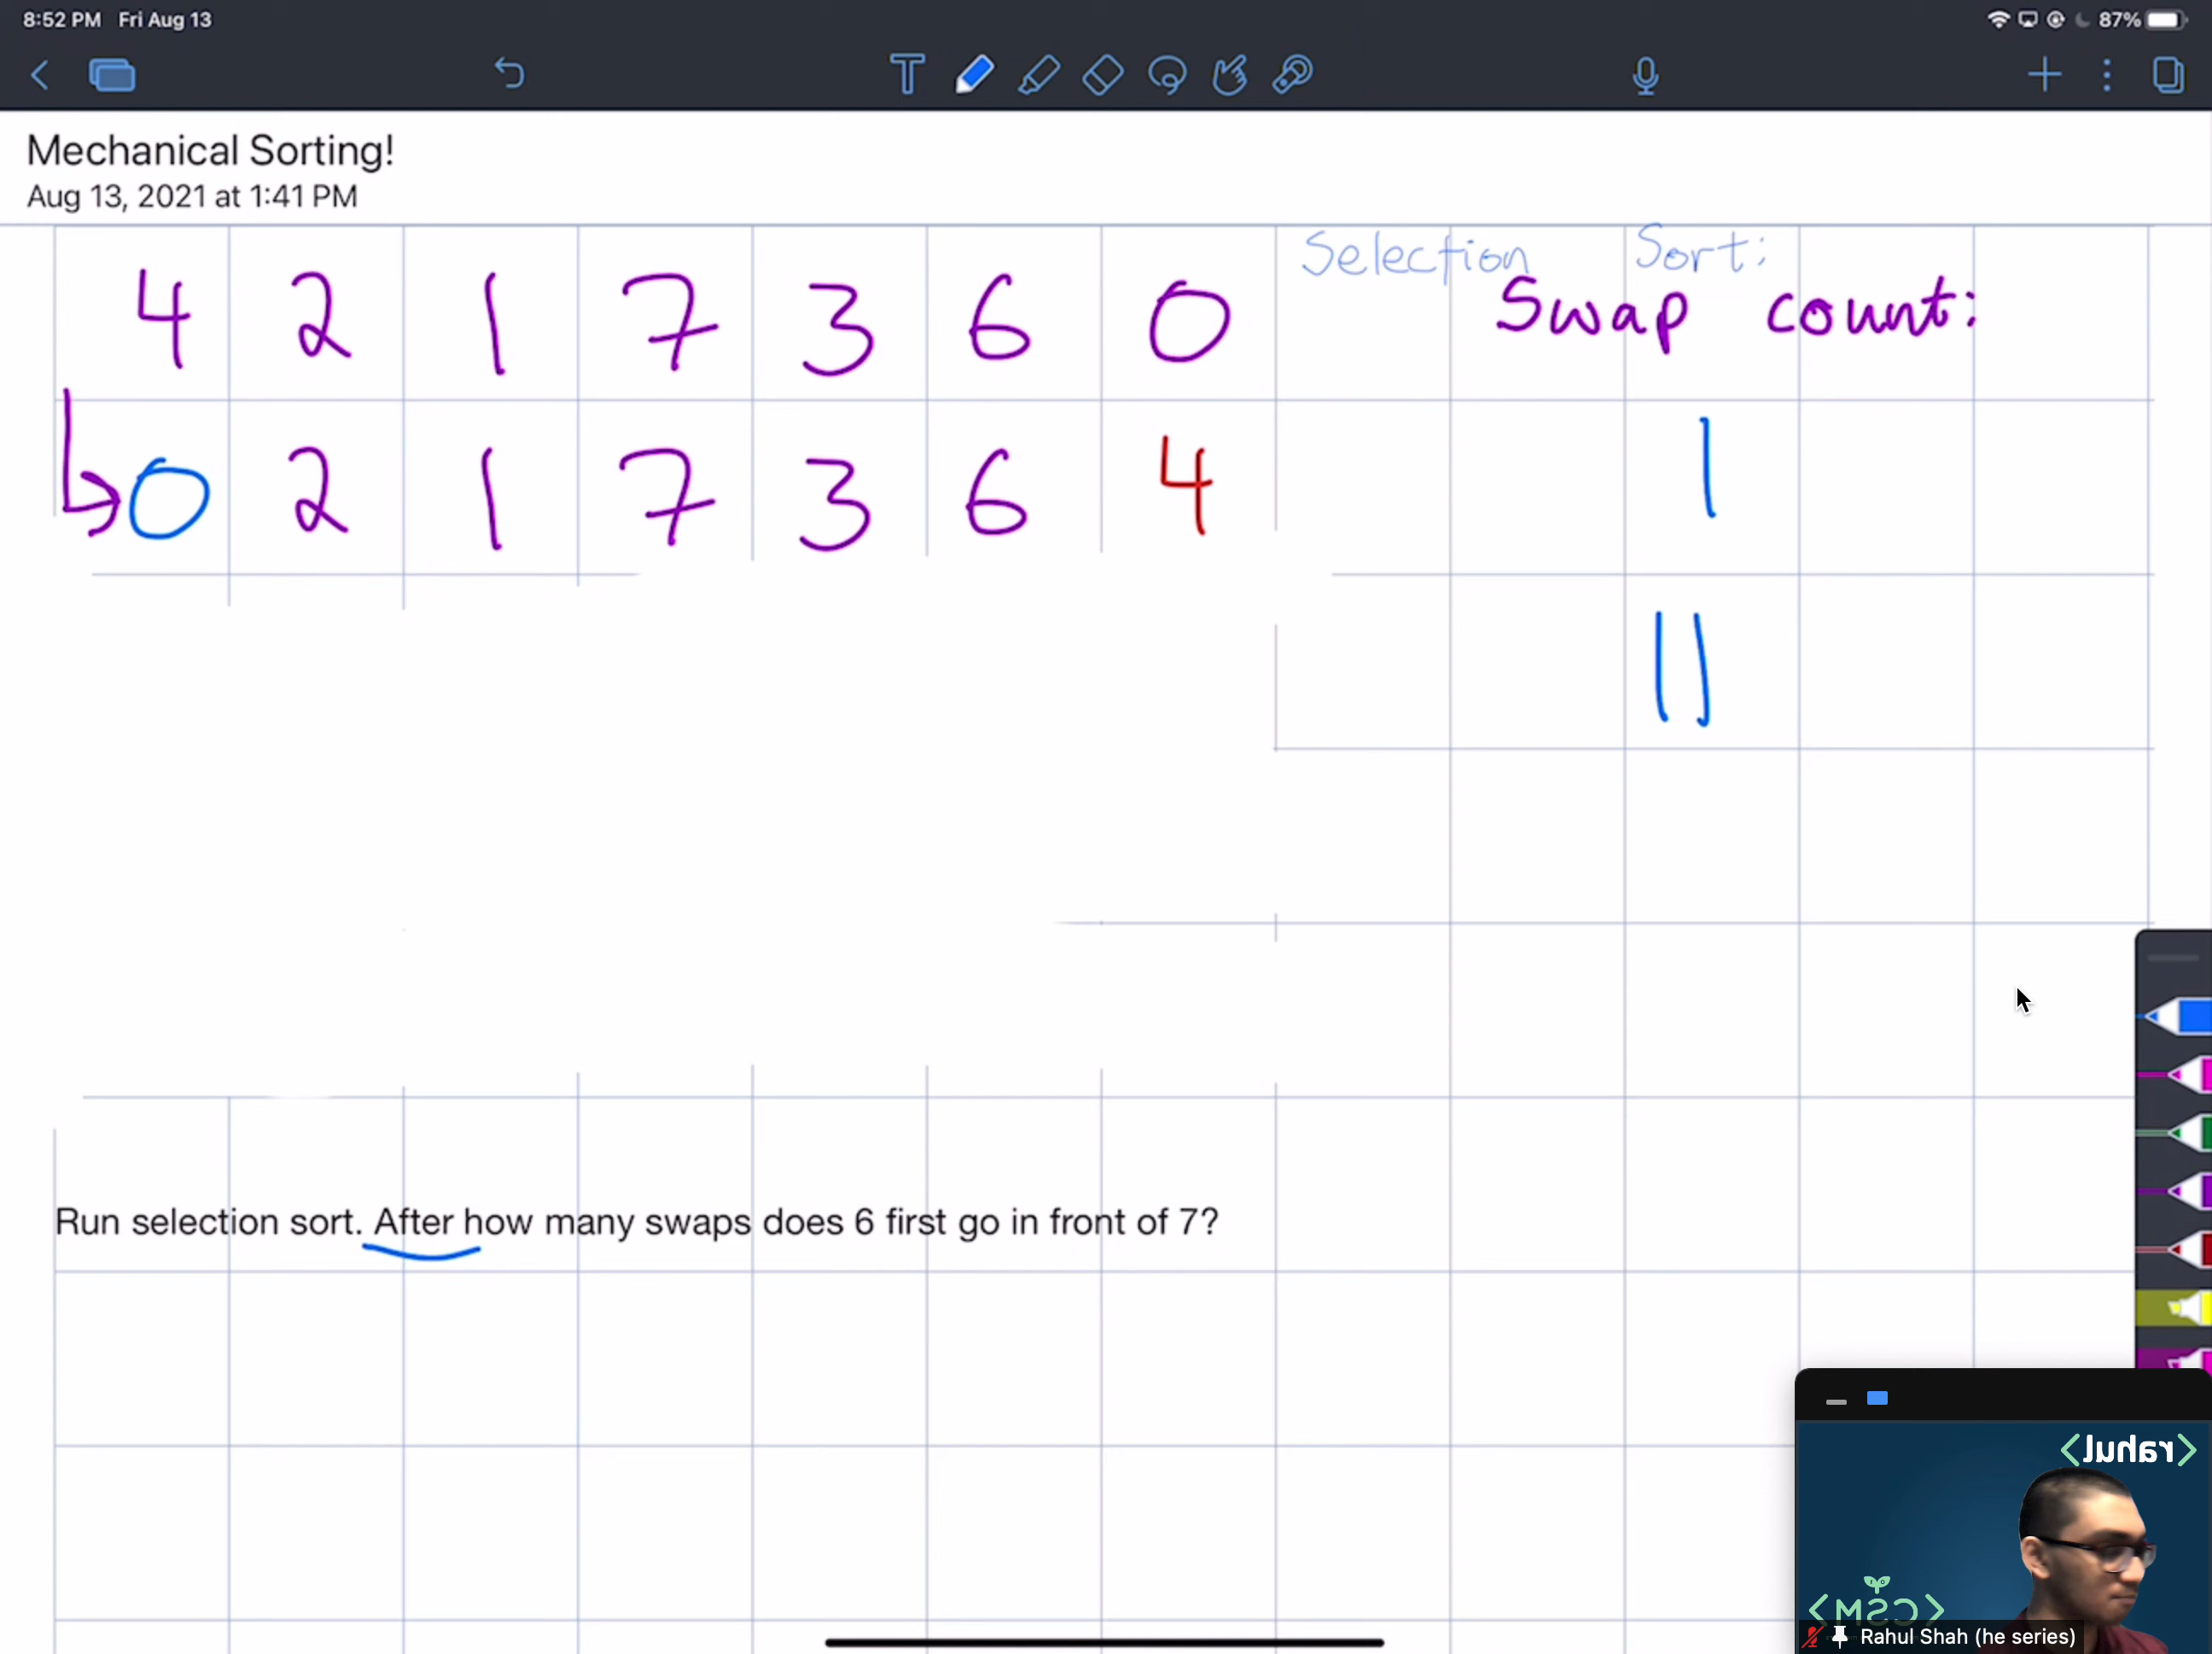 8:52 PM Fri Aug 13 87%
Mechanical Sorting!
Aug 13, 2021 at 1:41 PM
Selection Sort:
4 2 1 7 3 6 0 Swap count:
0 2 1 7 3 6 4 |
||
Run selection sort. After how many swaps does 6 first go in front of 7?
<rahul>
<CSM>
Rahul Shah (he series)